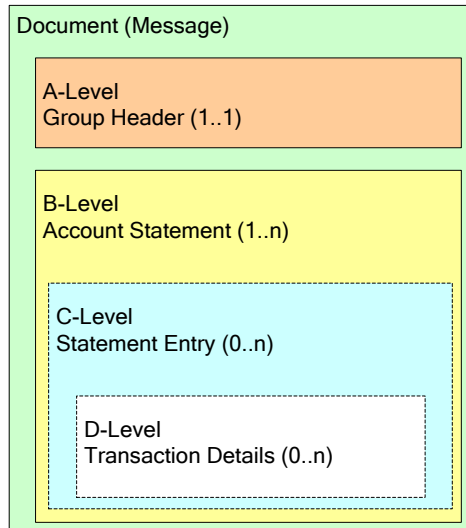 Document (Message)
A-Level
Group Header (1..1)
B-Level
Account Statement (1..n)
C-Level
Statement Entry (0..n)
D-Level
Transaction Details (0..n)